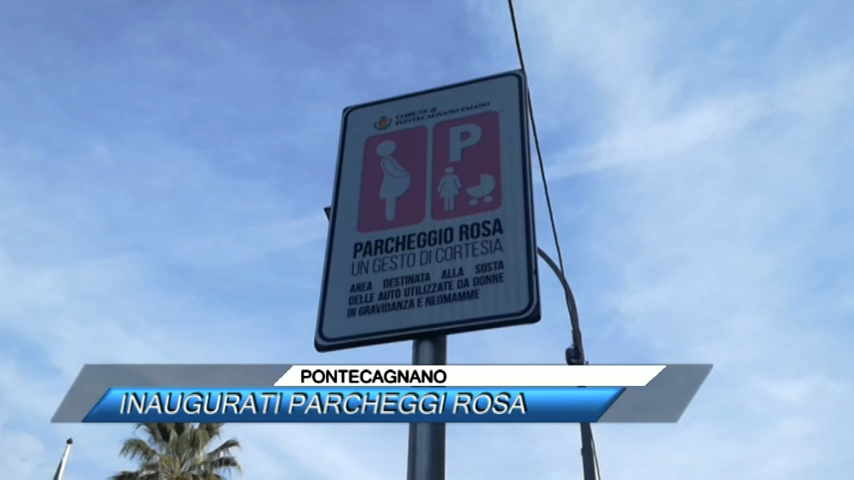 COMUNE di
PONTECAGNANO FAIANO
P
PARCHEGGIO ROSA
UN GESTO DI CORTESIA
AREA DESTINATA ALLA SOSTA
DELLE AUTO UTILIZZATE DA DONNE
IN GRAVIDANZA E NEOMAMME
PONTECAGNANO
INAUGURATI PARCHEGGI ROSA